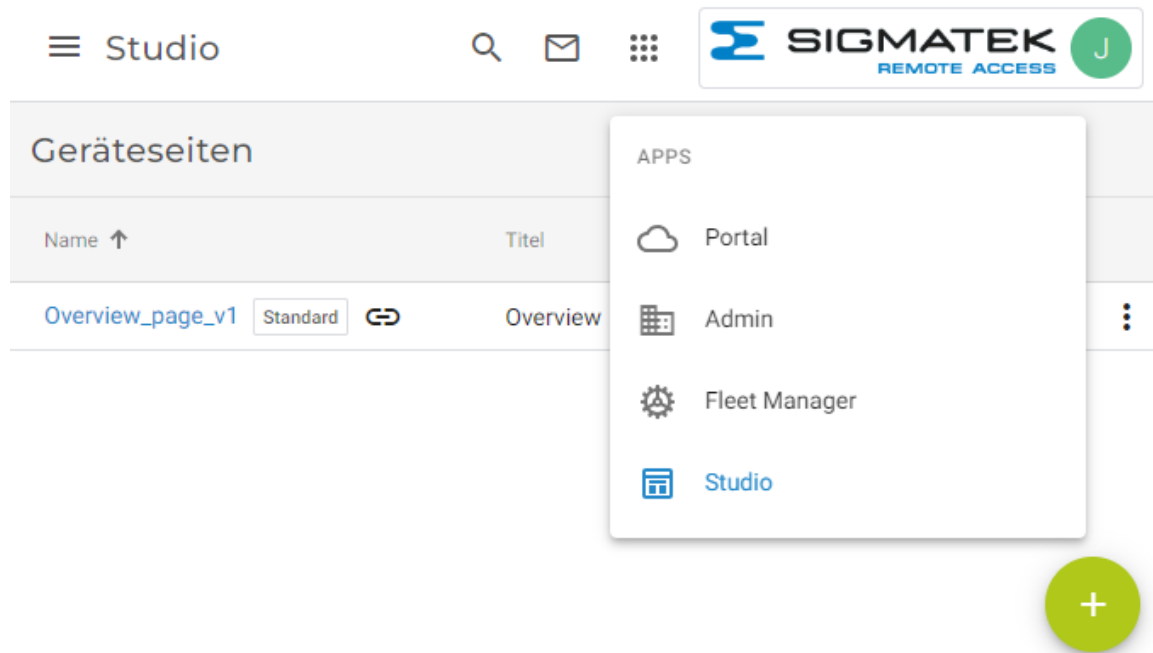 Studio
SIGMATEK
REMOTE ACCESS
J
Geräteseiten
APPS
Name
Titel
Portal
Overview_page_v1
Standard
Overview
Admin
Fleet Manager
Studio